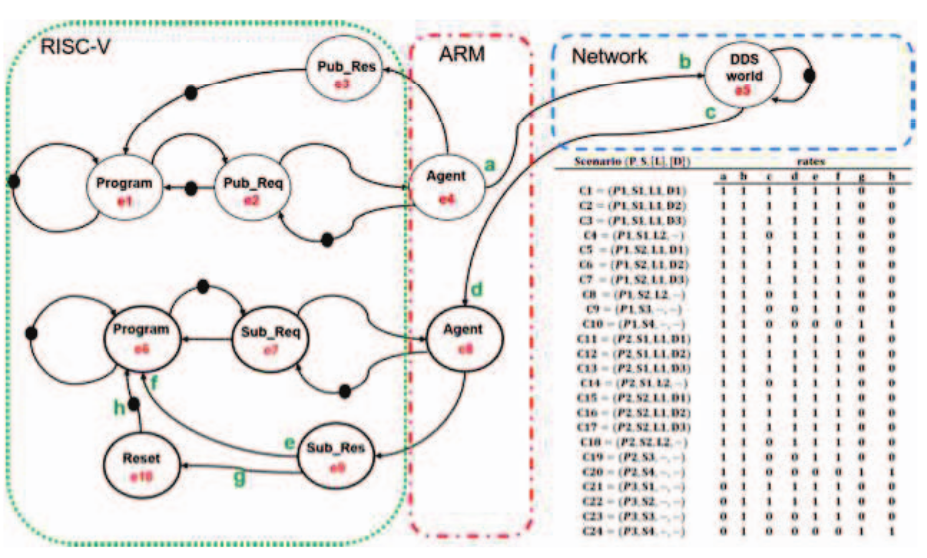 RISC-V
ARM
Network
Pub_Res
e3
DDS
world
e5
b
c
Program
e1
Pub_Req
e2
Agent
e4
a
d
Program
e6
Sub_Req
e7
Agent
e8
f
h
e
g
Reset
e10
Sub_Res
e9
Scenario (P, S, [L], [D]) rates
a b c d e f g h
C1 = (P1, S1, L1, D1) 1 1 1 1 1 1 0 0
C2 = (P1, S1, L1, D2) 1 1 1 1 1 1 0 0
C3 = (P1, S1, L1, D3) 1 1 1 1 1 1 0 0
C4 = (P1, S1, L2, -) 1 1 0 1 1 1 0 0
C5 = (P1, S2, L1, D1) 1 1 1 1 1 1 0 0
C6 = (P1, S2, L1, D2) 1 1 1 1 1 1 0 0
C7 = (P1, S2, L1, D3) 1 1 1 1 1 1 0 0
C8 = (P1, S2, L2, -) 1 1 0 1 1 1 0 0
C9 = (P1, S3, -, -) 1 1 0 0 1 1 0 0
C10 = (P1, S4, -, -) 1 1 0 0 0 0 1 1
C11 = (P2, S1, L1, D1) 1 1 1 1 1 1 0 0
C12 = (P2, S1, L1, D2) 1 1 1 1 1 1 0 0
C13 = (P2, S1, L1, D3) 1 1 1 1 1 1 0 0
C14 = (P2, S1, L2, -) 1 1 0 1 1 1 0 0
C15 = (P2, S2, L1, D1) 1 1 1 1 1 1 0 0
C16 = (P2, S2, L1, D2) 1 1 1 1 1 1 0 0
C17 = (P2, S2, L1, D3) 1 1 1 1 1 1 0 0
C18 = (P2, S2, L2, -) 1 1 0 1 1 1 0 0
C19 = (P2, S3, -, -) 1 1 0 0 1 1 0 0
C20 = (P2, S4, -, -) 1 1 0 0 0 0 1 1
C21 = (P3, S1, -, -) 0 1 1 1 1 1 0 0
C22 = (P3, S2, -, -) 0 1 1 1 1 1 0 0
C23 = (P3, S3, -, -) 0 1 0 0 1 1 0 0
C24 = (P3, S4, -, -) 0 1 0 0 0 1 1